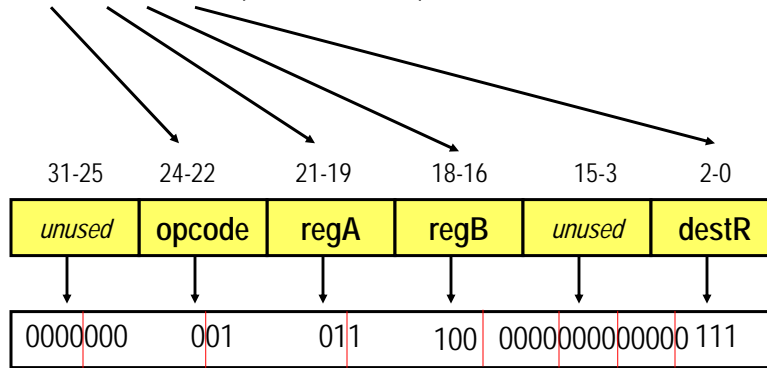 31-25 24-22 21-19 18-16 15-3 2-0
unused opcode regA regB unused destR
0000000 001 011 100 0000000000000 111